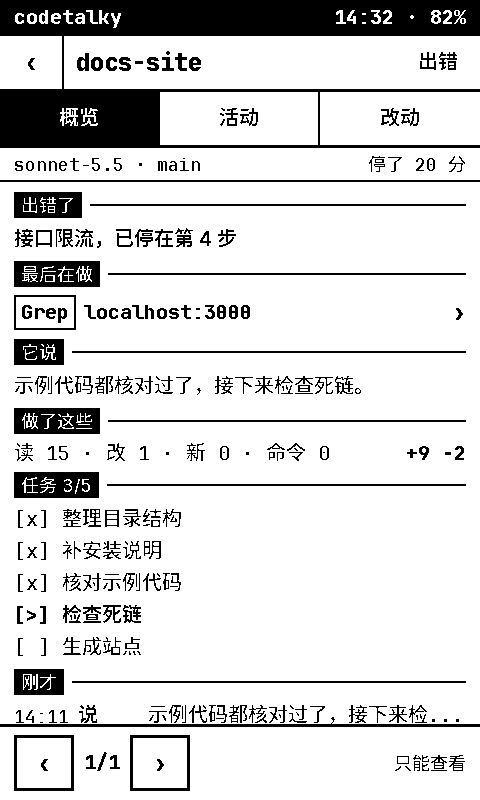 codetalky 14:32 · 82%
‹ docs-site 出错
概览 活动 改动
sonnet-5.5 · main 停了 20 分
出错了
接口限流，已停在第 4 步
最后在做
Grep localhost:3000 ›
它说
示例代码都核对过了，接下来检查死链。
做了这些
读 15 · 改 1 · 新 0 · 命令 0 +9 -2
任务 3/5
[x] 整理目录结构
[x] 补安装说明
[x] 核对示例代码
[>] 检查死链
[ ] 生成站点
刚才
14:11 说 示例代码都核对过了，接下来检...
‹ 1/1 › 只能查看